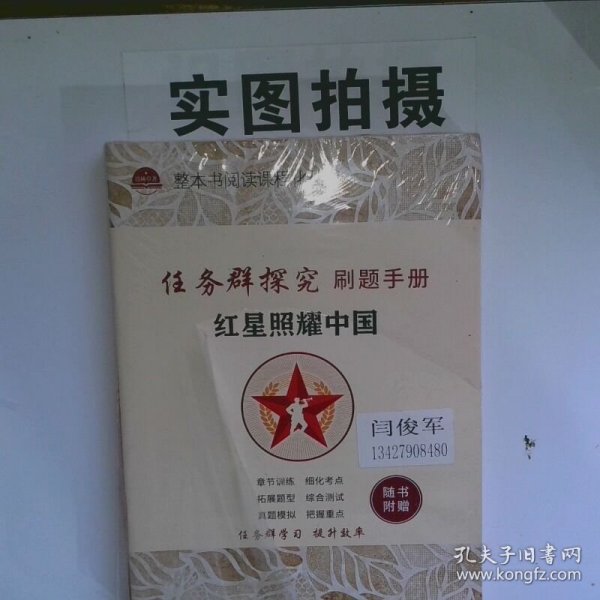 实图拍摄
整本书阅读课程化
任务群探究 刷题手册
红星照耀中国
闫俊军
13427908480
章节训练 细化考点
拓展题型 综合测试
真题模拟 把握重点
随书
附赠
任务群学习 提升效率
孔夫子旧书网
www.kongfz.com